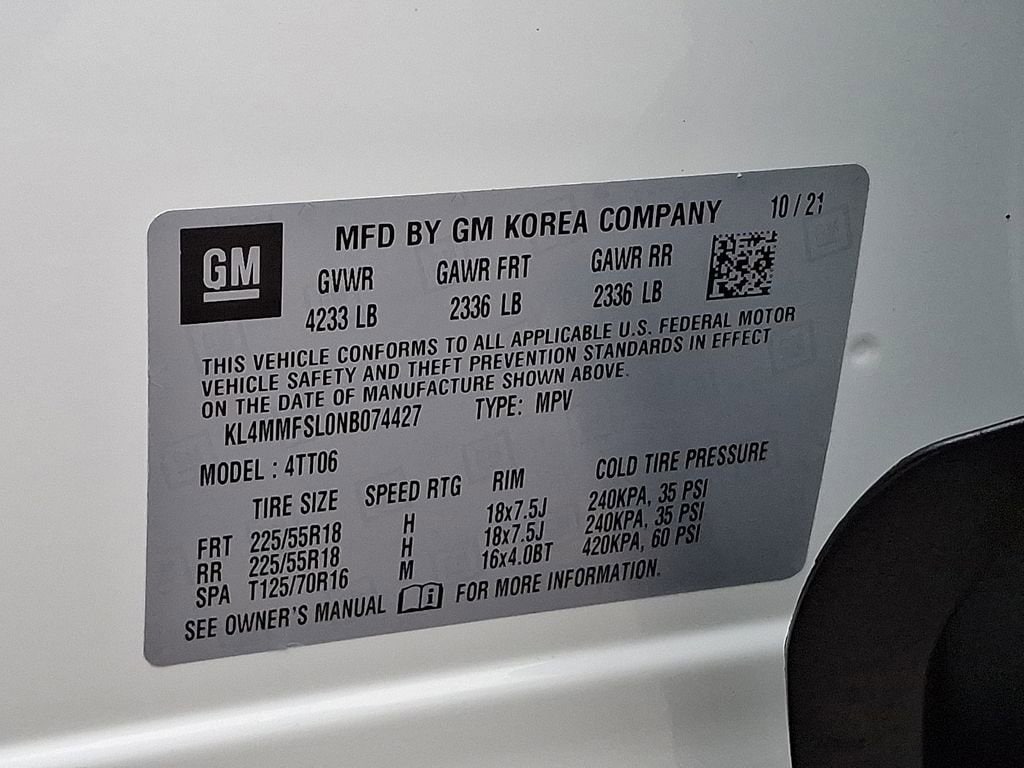 GM
MFD BY GM KOREA COMPANY 10 / 21
GVWR GAWR FRT GAWR RR
4233 LB 2336 LB 2336 LB
THIS VEHICLE CONFORMS TO ALL APPLICABLE U.S. FEDERAL MOTOR
VEHICLE SAFETY AND THEFT PREVENTION STANDARDS IN EFFECT
ON THE DATE OF MANUFACTURE SHOWN ABOVE.
KL4MMFSL0NB074427 TYPE: MPV
MODEL : 4TT06
TIRE SIZE SPEED RTG RIM COLD TIRE PRESSURE
FRT 225/55R18 H 18x7.5J 240KPA, 35 PSI
RR 225/55R18 H 18x7.5J 240KPA, 35 PSI
SPA T125/70R16 M 16x4.0BT 420KPA, 60 PSI
SEE OWNER'S MANUAL i FOR MORE INFORMATION.